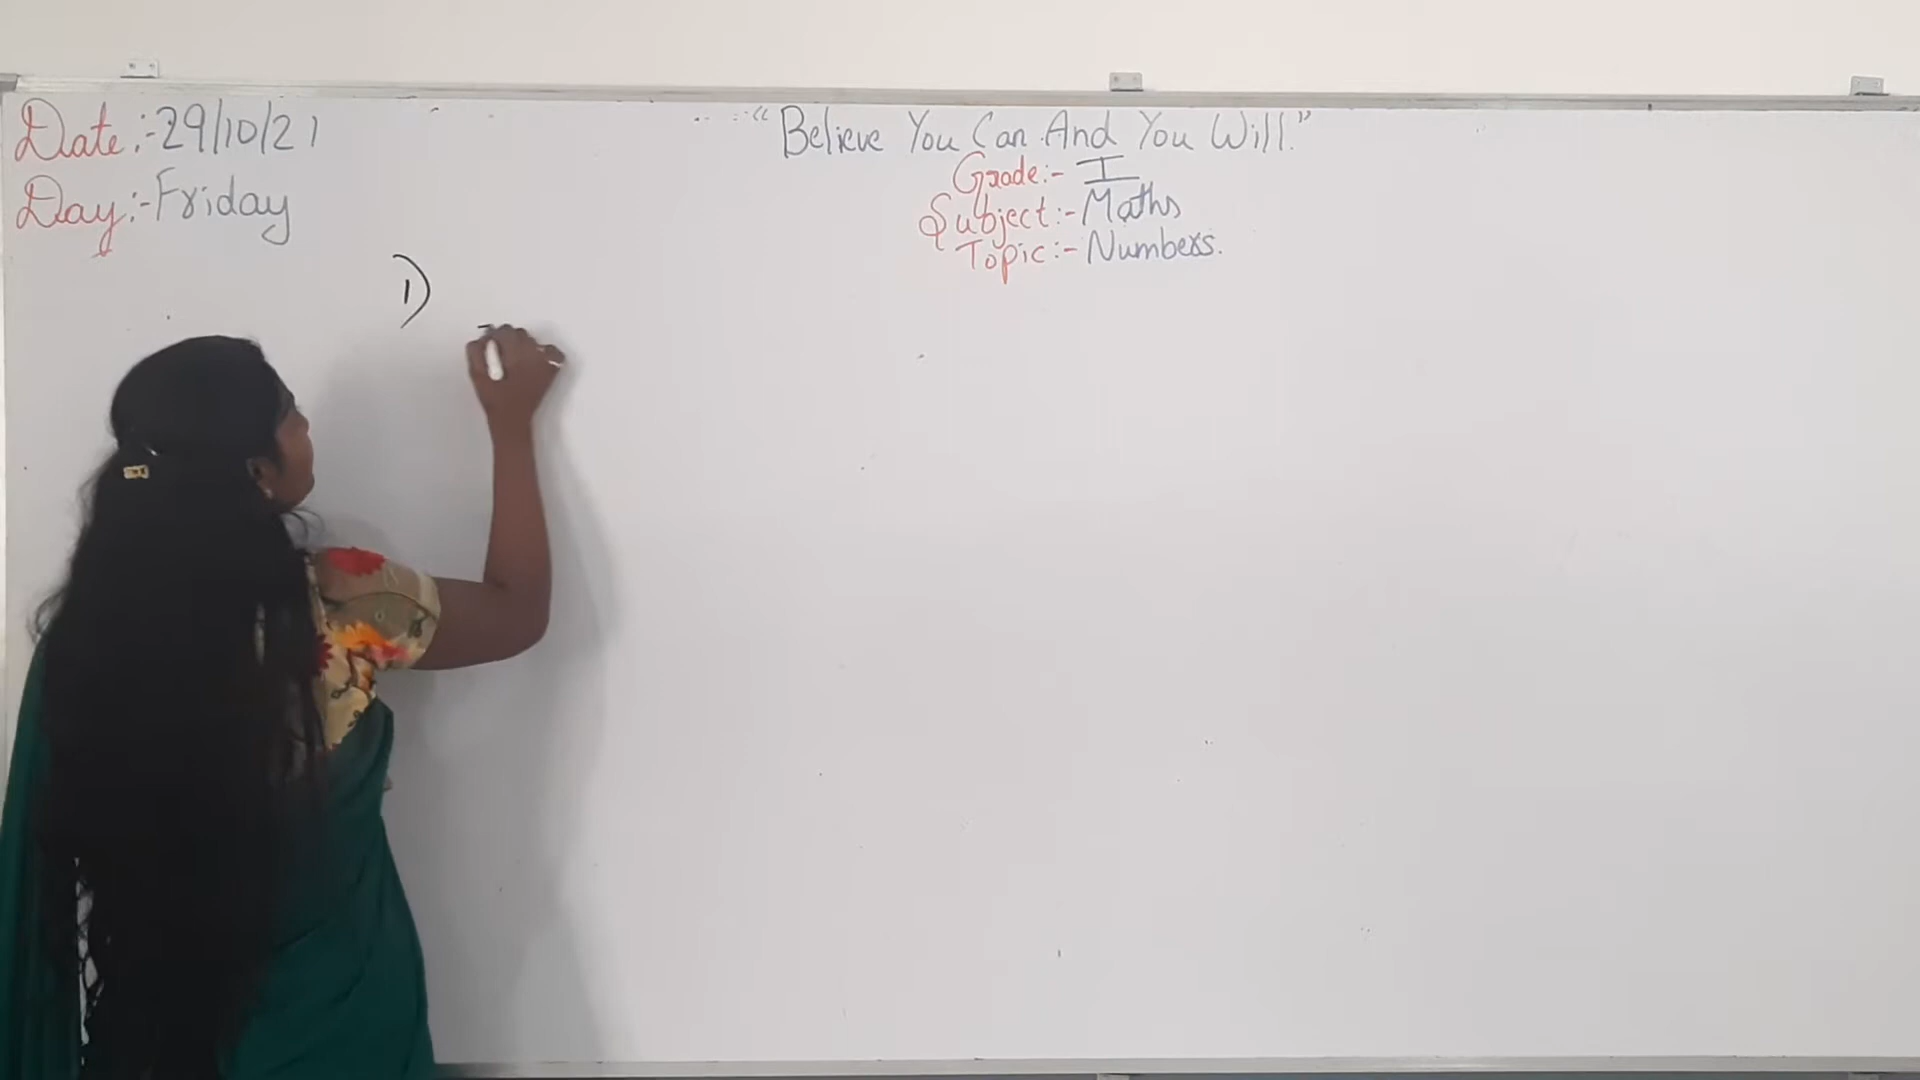 Date:-29/10/21
Day:-Friday
"Believe You Can And You Will."
Grade:- I
Subject:-Maths
Topic:-Numbers.
1)